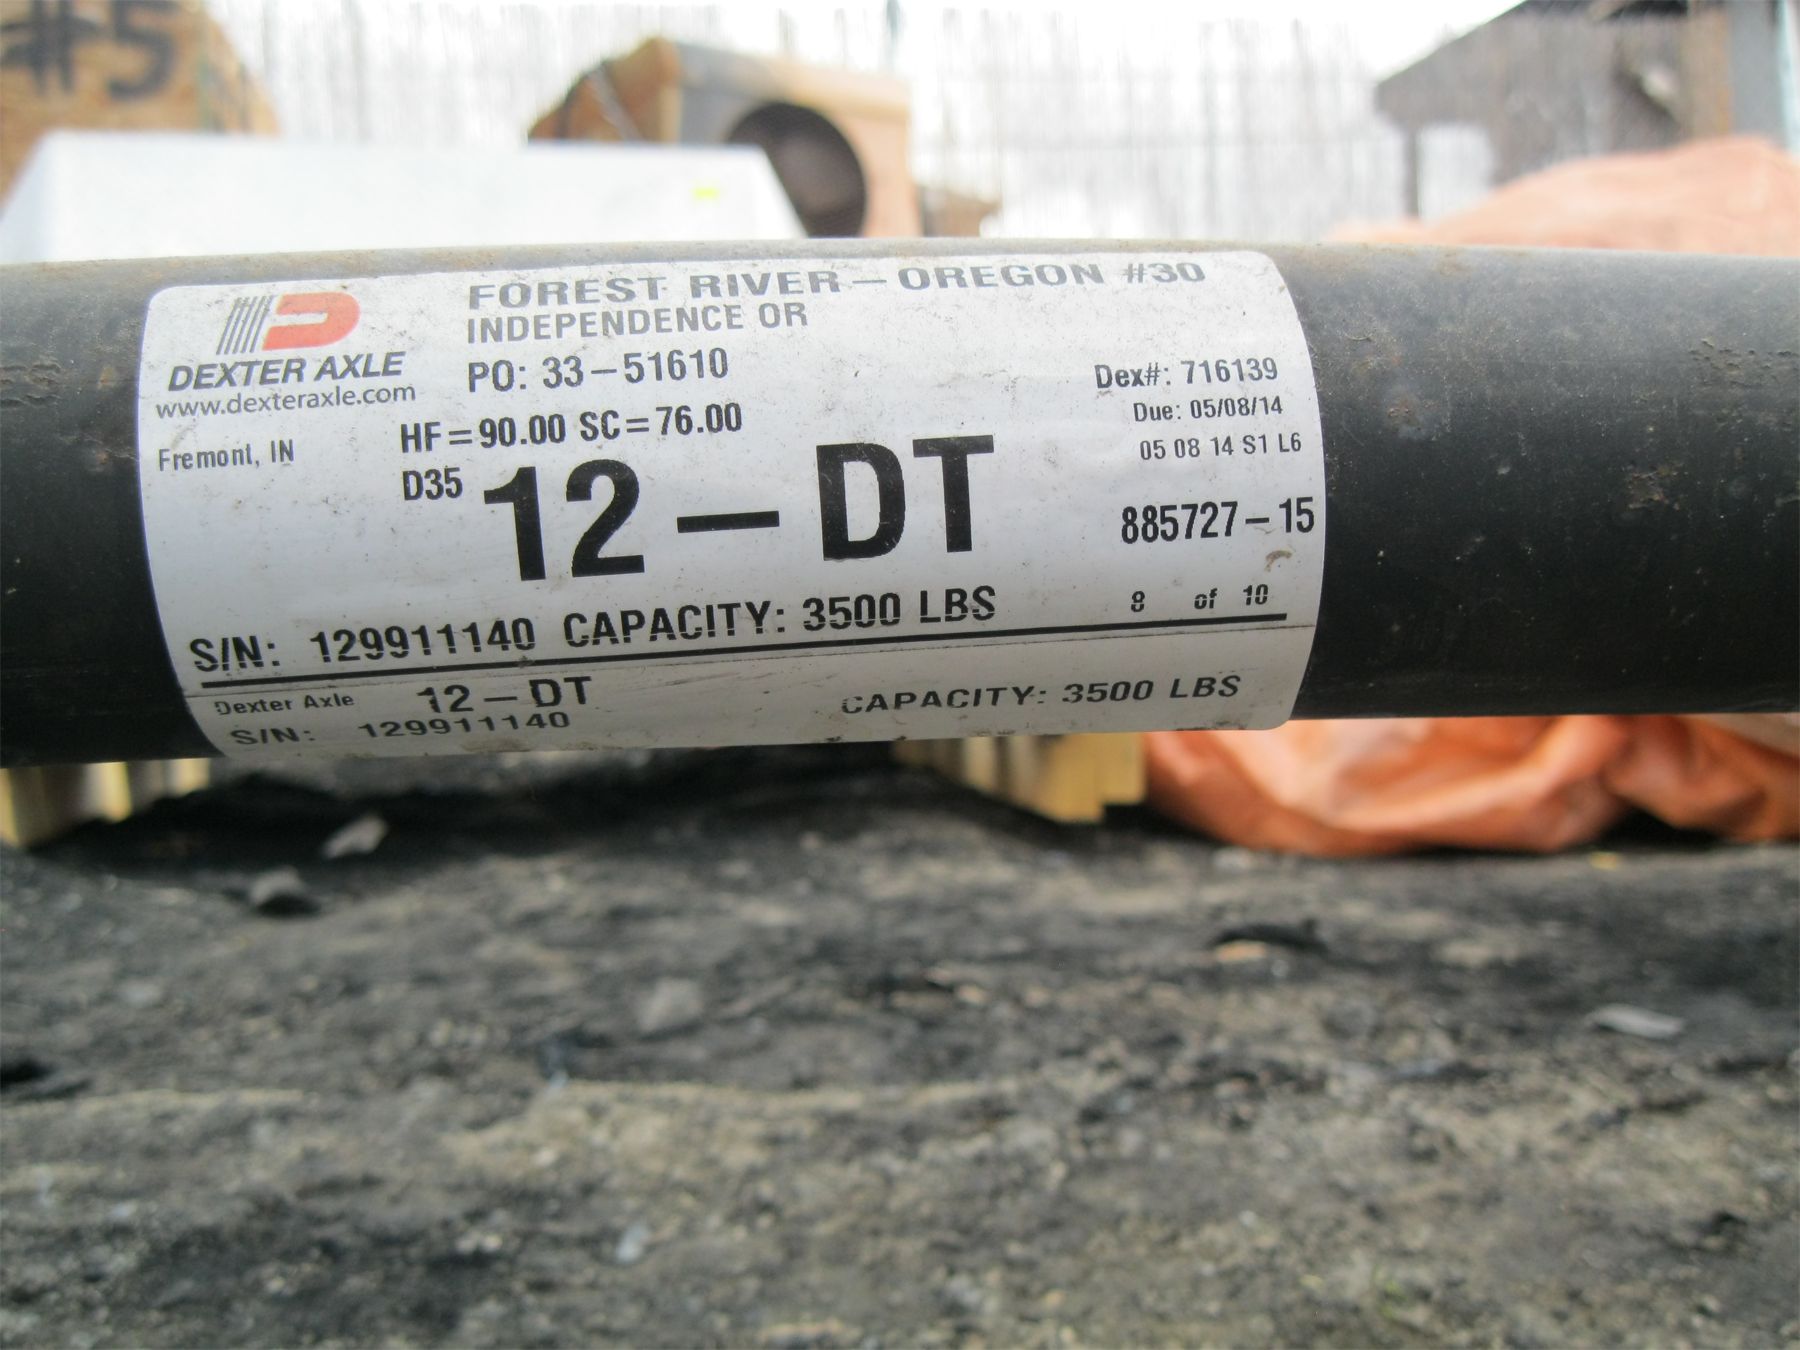 #5
FOREST RIVER – OREGON #30
INDEPENDENCE OR
DEXTER AXLE
www.dexteraxle.com
Fremont, IN
PO: 33–51610
Dex#: 716139
Due: 05/08/14
HF=90.00 SC=76.00
05 08 14 S1 L6
D35
12–DT
885727–15
S/N: 129911140 CAPACITY: 3500 LBS
8 of 10
Dexter Axle 12–DT
CAPACITY: 3500 LBS
S/N: 129911140